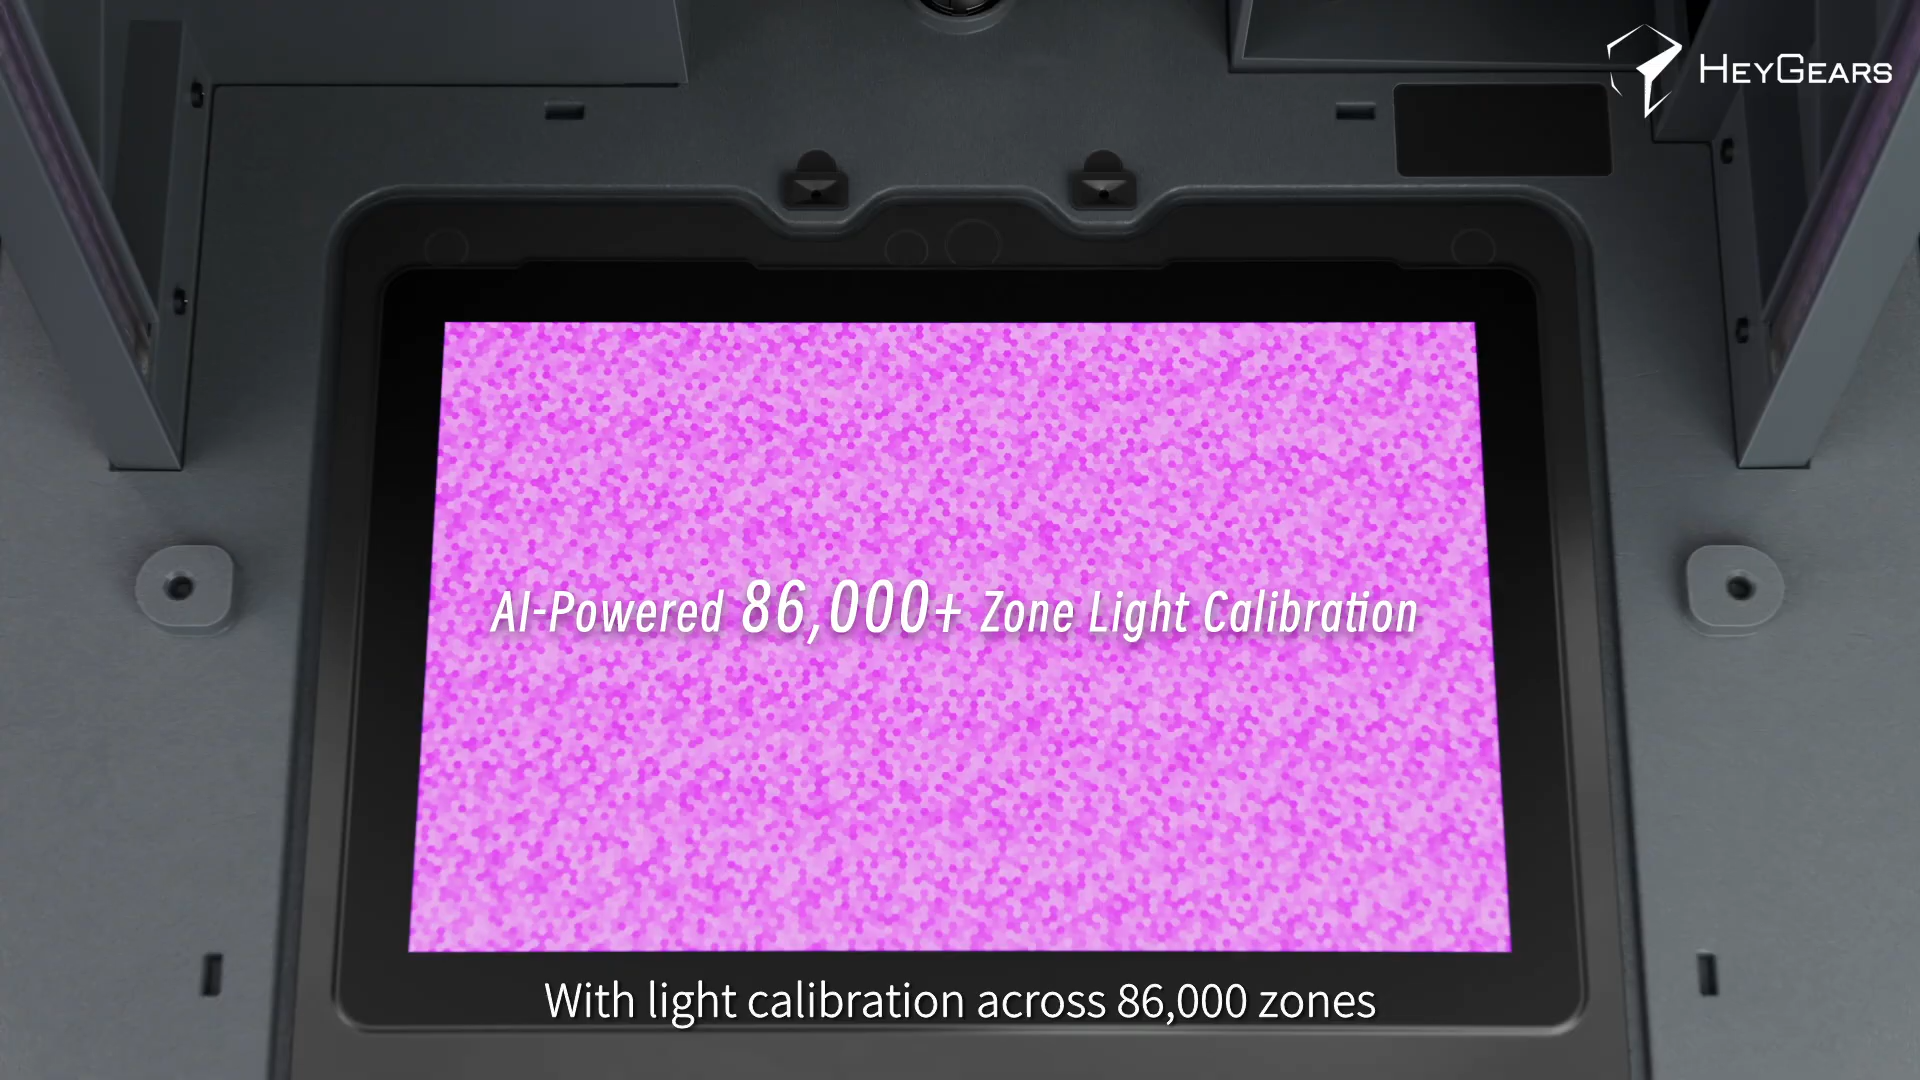 HEYGEARS
AI-Powered 86,000+ Zone Light Calibration
With light calibration across 86,000 zones